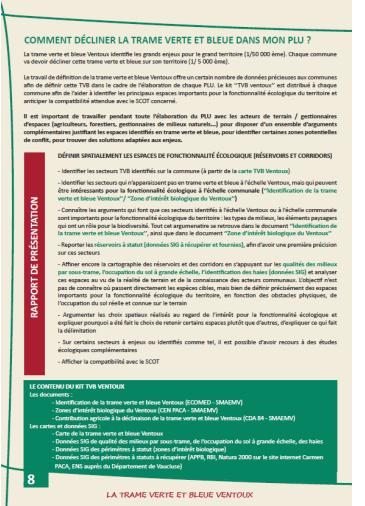 COMMENT DÉCLINER LA TRAME VERTE ET BLEUE DANS MON PLU ?
La trame verte et bleue Ventoux identifie les grands enjeux pour le grand territoire (1/50 000 ème). Chaque commune
va devoir décliner cette trame verte et bleue sur son territoire (1/ 5 000 ème).
Le travail de définition de la trame verte et bleue Ventoux offre un certain nombre de données précieuses aux communes
afin de définir cette TVB dans le cadre de l'élaboration de chaque PLU. Le kit "TVB ventoux" est distribué à chaque
commune afin de l'aider à identifier les principaux espaces importants pour la fonctionnalité écologique du territoire et
anticiper la compatibilité attendue avec le SCOT concerné.
Il est important de travailler pendant toute l'élaboration du PLU avec les acteurs de terrain / gestionnaires
d'espaces (agriculteurs, forestiers, gestionnaires de milieux naturels...) pour disposer d'un ensemble d'arguments
complémentaires justifiant les espaces identifiés en trame verte et bleue, pour identifier certaines zones potentielles
de conflit, pour trouver des solutions adaptées aux enjeux.
RAPPORT DE PRÉSENTATION
DÉFINIR SPATIALEMENT LES ESPACES DE FONCTIONNALITÉ ÉCOLOGIQUE (RÉSERVOIRS ET CORRIDORS)
- Identifier les secteurs TVB identifiés sur la commune (à partir de la carte TVB Ventoux)
- Identifier les secteurs qui n'apparaissent pas en trame verte et bleue à l'échelle Ventoux, mais qui peuvent
être intéressants pour la fonctionnalité écologique à l'échelle communale ("Identification de la trame
verte et bleue Ventoux"/ "Zones d'intérêt biologique du Ventoux")
- Connaître les arguments qui font que ces secteurs identifiés à l'échelle Ventoux ou à l'échelle communale
sont importants pour la fonctionnalité écologique du territoire : les types de milieux, les éléments paysagers
qui ont un rôle pour la biodiversité. Tout cet argumentaire se retrouve dans le document "Identification de
la trame verte et bleue Ventoux", ainsi que dans le document "Zones d'intérêt biologique du Ventoux"
- Reporter les réservoirs à statut (données SIG à récupérer et fournies), afin d'avoir une première précision
sur ces secteurs
- Affiner encore la cartographie des réservoirs et des corridors en s'appuyant sur les qualités des milieux
par sous-trame, l'occupation du sol à grande échelle, l'identification des haies (données SIG) et analyser
ces espaces au vu de la réalité de terrain et de la connaissance des acteurs communaux. L'objectif n'est
pas de connaître où passent directement les espèces cibles, mais bien de définir précisément des espaces
importants pour la fonctionnalité écologique du territoire, en fonction des obstacles physiques, de
l'occupation du sol réelle et connue sur le terrain
- Argumenter les choix spatiaux réalisés au regard de l'intérêt pour la fonctionnalité écologique et
expliquer pourquoi a été fait le choix de retenir certains espaces plutôt que d'autres, d'expliquer ce qui fait
la délimitation
- Sur certains secteurs à enjeux ou identifiés comme tel, il est possible d'avoir recours à des études
écologiques complémentaires
- Afficher la compatibilité avec le SCOT
LE CONTENU DU KIT TVB VENTOUX
Les documents :
- Identification de la trame verte et bleue Ventoux (ECOMED - SMAEMV)
- Zones d'intérêt biologique du Ventoux (CEN PACA - SMAEMV)
- Contribution agricole à la déclinaison de la trame verte et bleue Ventoux (CDA 84 - SMAEMV)
Les cartes et données SIG :
- Carte de la trame verte et bleue Ventoux
- Données SIG de qualité des milieux par sous-trame, de l'occupation du sol à grande échelle, des haies
- Données SIG des périmètres à statut (zones d'intérêt biologique)
- Données SIG des périmètres à statuts à récupérer (APPB, RBI, Natura 2000 sur le site internet Carmen
PACA, ENS auprès du Département de Vaucluse)
8
LA TRAME VERTE ET BLEUE VENTOUX